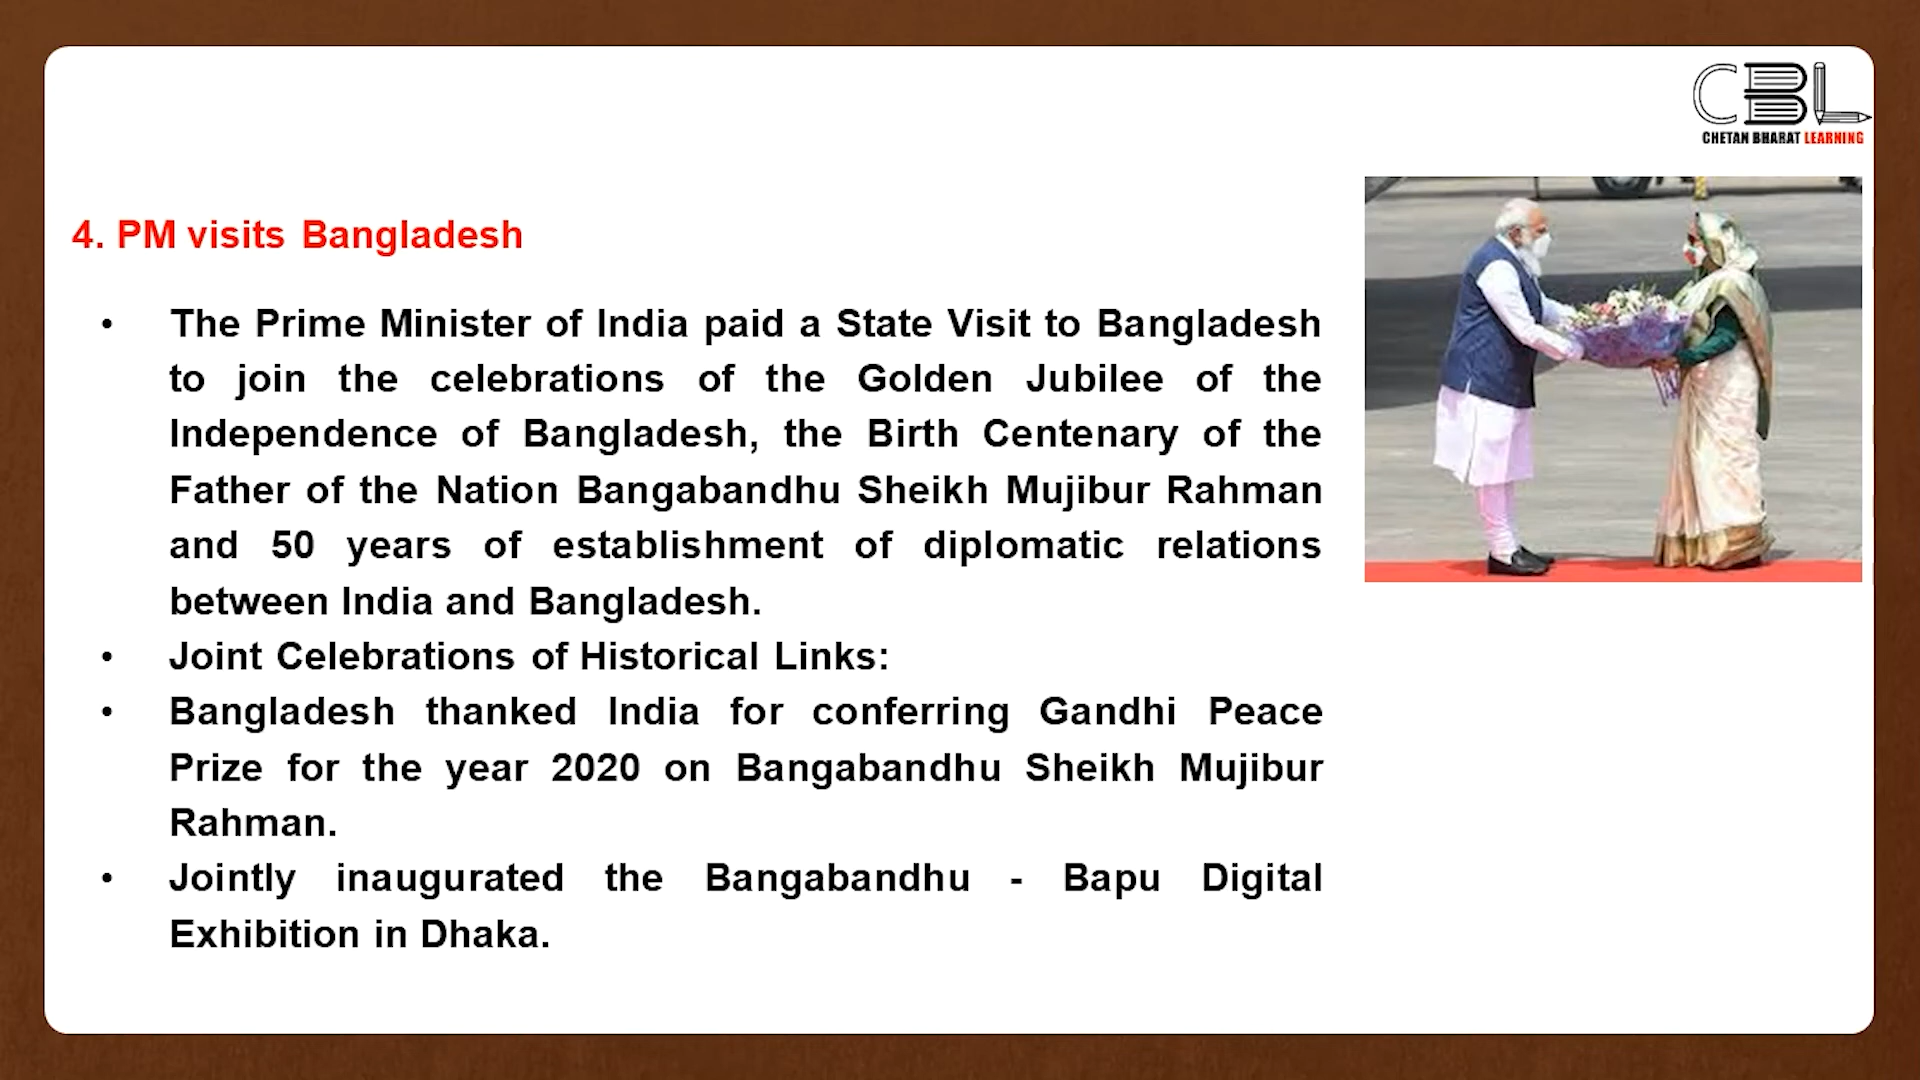 CBL
CHETAN BHARAT LEARNING
4. PM visits Bangladesh
• The Prime Minister of India paid a State Visit to Bangladesh
to join the celebrations of the Golden Jubilee of the
Independence of Bangladesh, the Birth Centenary of the
Father of the Nation Bangabandhu Sheikh Mujibur Rahman
and 50 years of establishment of diplomatic relations
between India and Bangladesh.
• Joint Celebrations of Historical Links:
• Bangladesh thanked India for conferring Gandhi Peace
Prize for the year 2020 on Bangabandhu Sheikh Mujibur
Rahman.
• Jointly inaugurated the Bangabandhu - Bapu Digital
Exhibition in Dhaka.